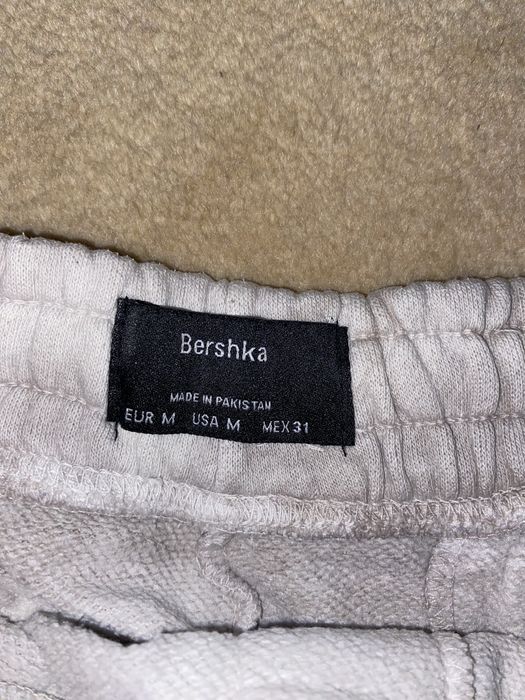 Bershka
MADE IN PAKISTAN
EUR M USA M MEX 31